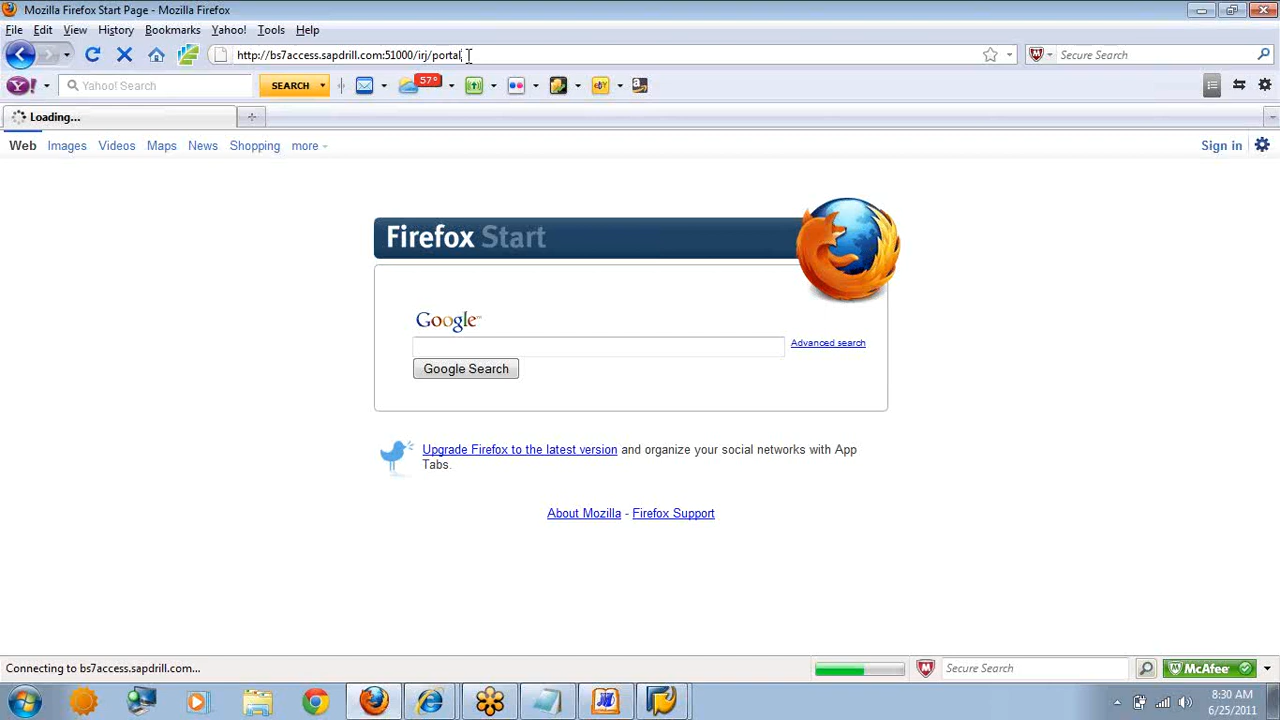 Mozilla Firefox Start Page - Mozilla Firefox
File Edit View History Bookmarks Yahoo! Tools Help
http://bs7access.sapdrill.com:51000/irj/portal Secure Search
Y! Yahoo! Search SEARCH 57°
Loading...
Web Images Videos Maps News Shopping more Sign in
Firefox Start
Google™
Advanced search
Google Search
Upgrade Firefox to the latest version and organize your social networks with App
Tabs.
About Mozilla - Firefox Support
Connecting to bs7access.sapdrill.com... Secure Search McAfee
8:30 AM
6/25/2011